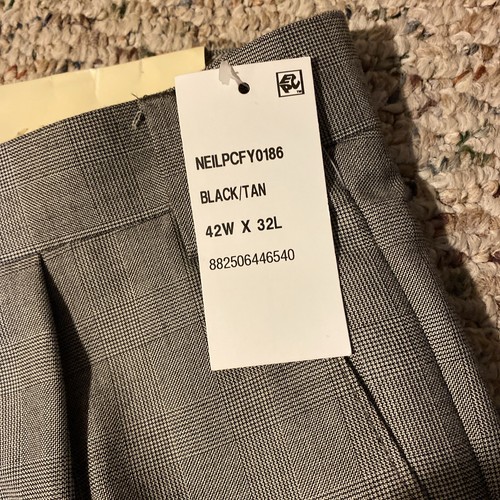 NEILPCFY0186
BLACK/TAN
42W X 32L
882506446540